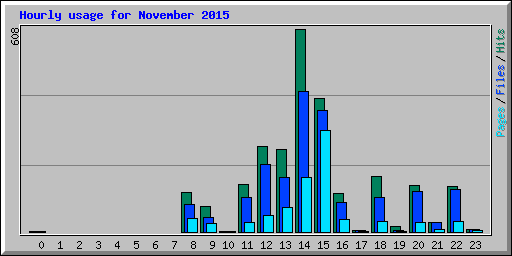 Hourly usage for November 2015
608
Pages/Files/Hits
0 1 2 3 4 5 6 7 8 9 10 11 12 13 14 15 16 17 18 19 20 21 22 23